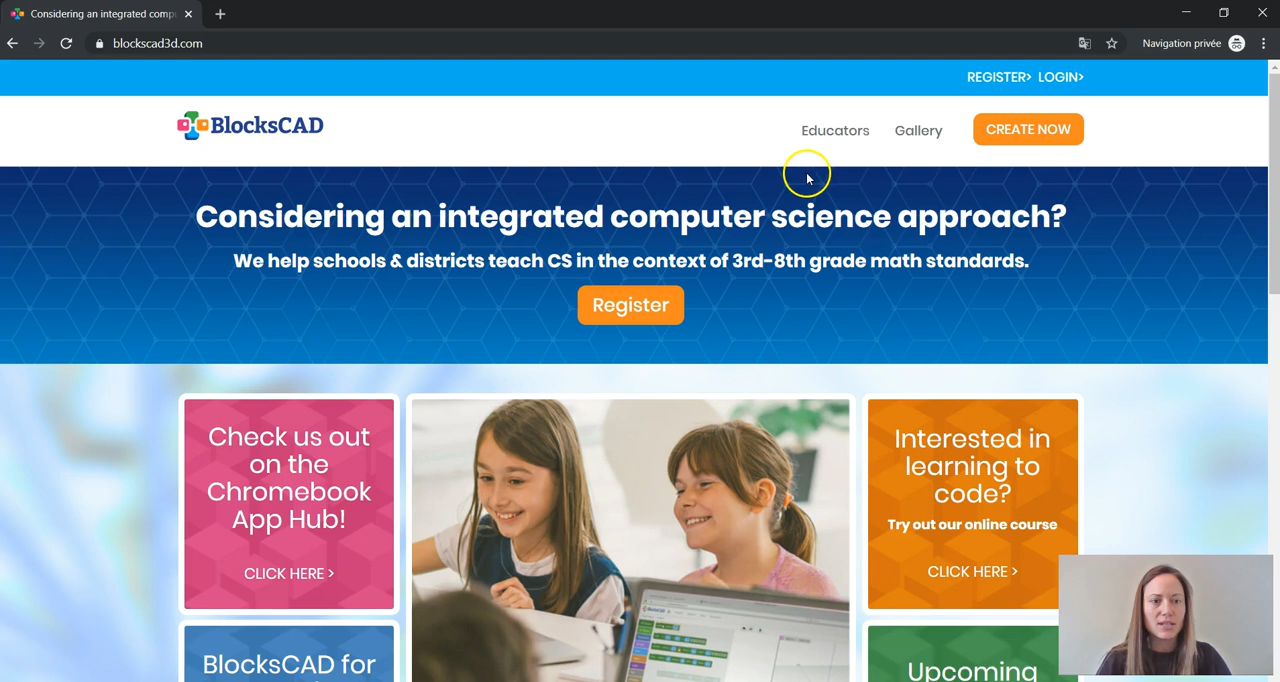 Considering an integrated comp
blockscad3d.com
Navigation privée
REGISTER> LOGIN>
BlocksCAD
Educators
Gallery
CREATE NOW
Considering an integrated computer science approach?
We help schools & districts teach CS in the context of 3rd-8th grade math standards.
Register
Check us out
on the
Chromebook
App Hub!
CLICK HERE >
Interested in
learning to
code?
Try out our online course
CLICK HERE >
BlocksCAD for
Upcoming